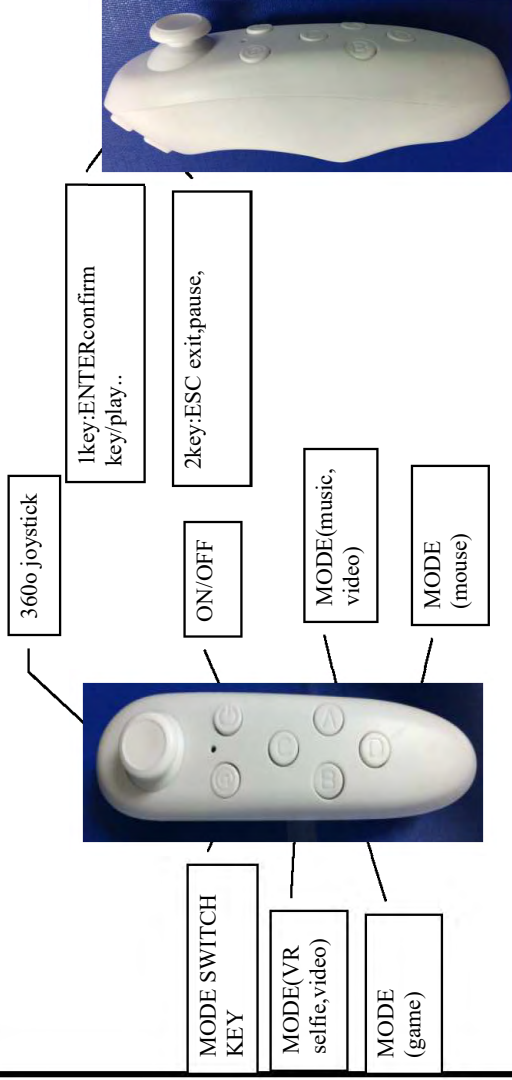 360o joystick
1key:ENTERconfirm
key/play..
2key:ESC exit,pause,
ON/OFF
MODE(music,
video)
MODE
(mouse)
MODE SWITCH
KEY
MODE(VR
selfie,video)
MODE
(game)
C
A
B
D